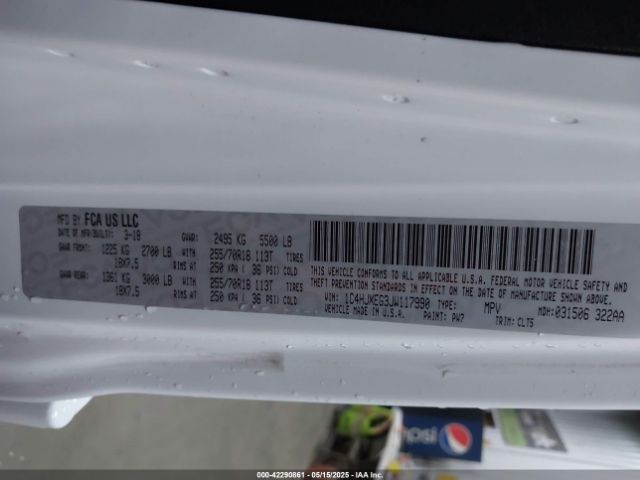 MFD BY FCA US LLC
DATE OF MFR(BUILD): 3-18 GVWR: 2495 KG 5500 LB
GAWR FRONT: 1225 KG 2700 LB WITH 255/70R18 113T TIRES
18X7.5 RIMS AT 250 KPA ( 36 PSI) COLD
GAWR REAR: 1361 KG 3000 LB WITH 255/70R18 113T TIRES
18X7.5 RIMS AT 250 KPA ( 36 PSI) COLD
THIS VEHICLE CONFORMS TO ALL APPLICABLE U.S.A. FEDERAL MOTOR VEHICLE SAFETY AND
THEFT PREVENTION STANDARDS IN EFFECT ON THE DATE OF MANUFACTURE SHOWN ABOVE.
VIN: 1C4HJXEG3JW117990 TYPE: MPV MDH: 031506 322AA
VEHICLE MADE IN U.S.A. PAINT: PW7 TRIM: CLT5
pepsi
000-42290861 - 05/15/2025 - IAA Inc.